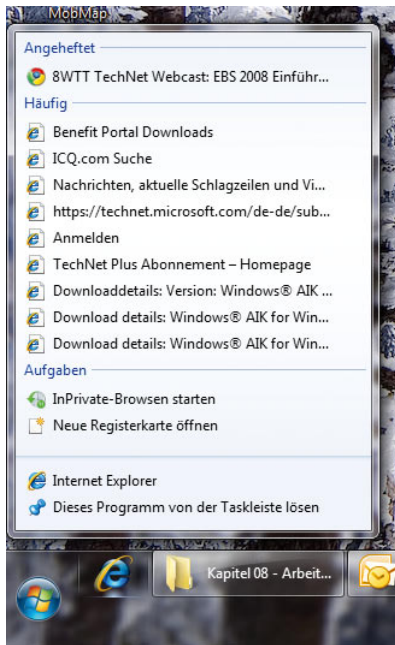 MobMap
Angeheftet
8WTT TechNet Webcast: EBS 2008 Einführ...
Häufig
Benefit Portal Downloads
ICQ.com Suche
Nachrichten, aktuelle Schlagzeilen und Vi...
https://technet.microsoft.com/de-de/sub...
Anmelden
TechNet Plus Abonnement – Homepage
Downloaddetails: Version: Windows® AIK ...
Download details: Windows® AIK for Win...
Download details: Windows® AIK for Win...
Aufgaben
InPrivate-Browsen starten
Neue Registerkarte öffnen
Internet Explorer
Dieses Programm von der Taskleiste lösen
Kapitel 08 - Arbeit...